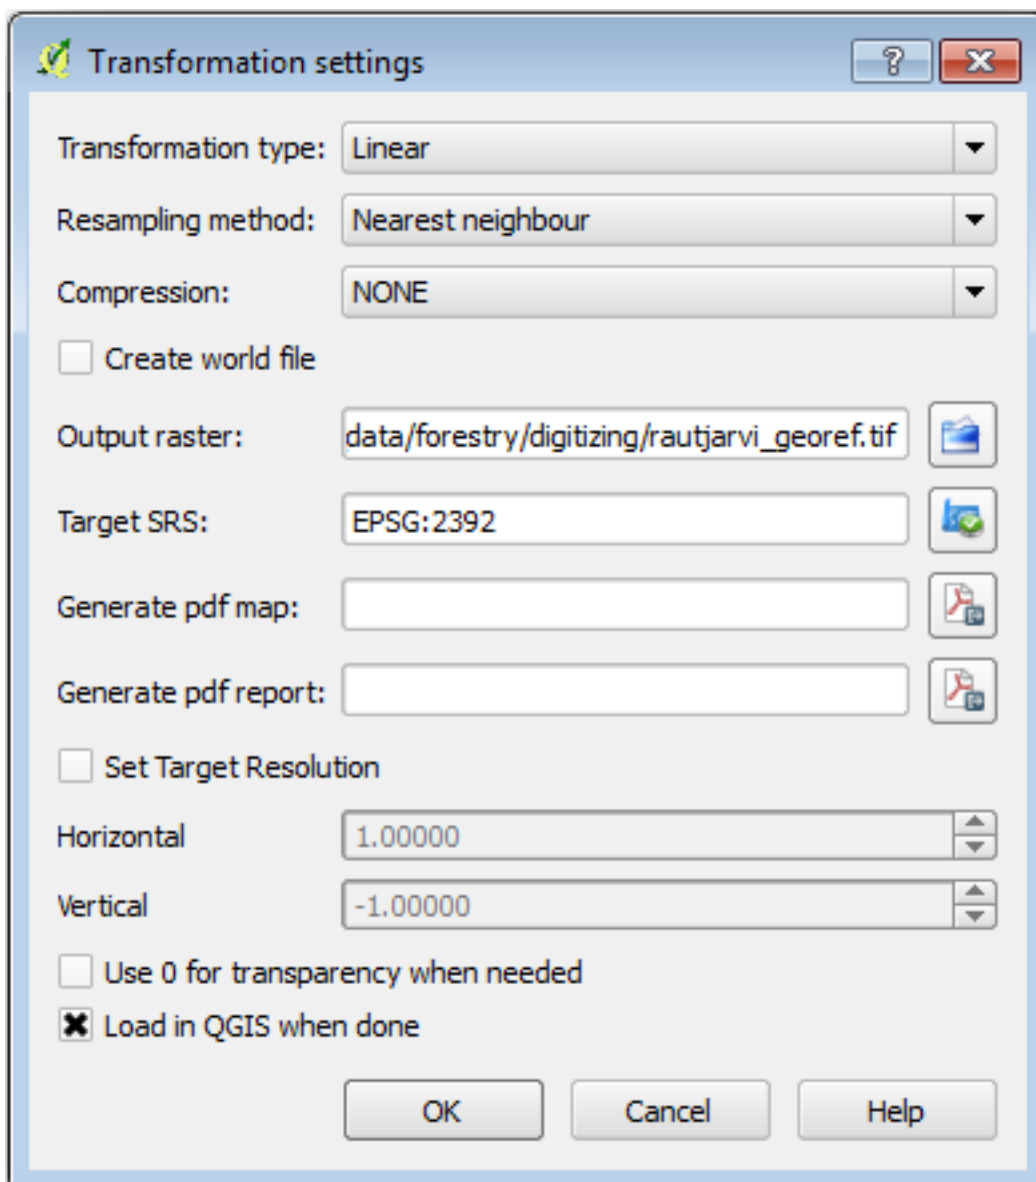 Transformation settings
Transformation type: Linear
Resampling method: Nearest neighbour
Compression: NONE
Create world file
Output raster: data/forestry/digitizing/rautjarvi_georef.tif
Target SRS: EPSG:2392
Generate pdf map:
Generate pdf report:
Set Target Resolution
Horizontal 1.00000
Vertical -1.00000
Use 0 for transparency when needed
Load in QGIS when done
OK Cancel Help